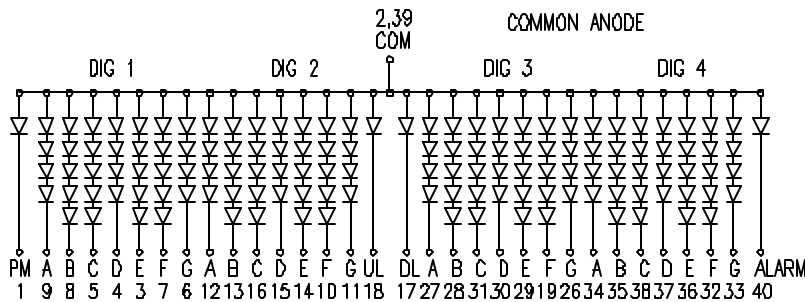 2,39 COMMON ANODE
COM
DIG 1 DIG 2 DIG 3 DIG 4
PM A B C D E F G A B C D E F G UL DL A B C D E F G A B C D E F G ALARM
1 9 8 5 4 3 7 6 12 13 16 15 14 10 11 18 17 27 28 31 30 29 19 26 34 35 38 37 36 32 33 40